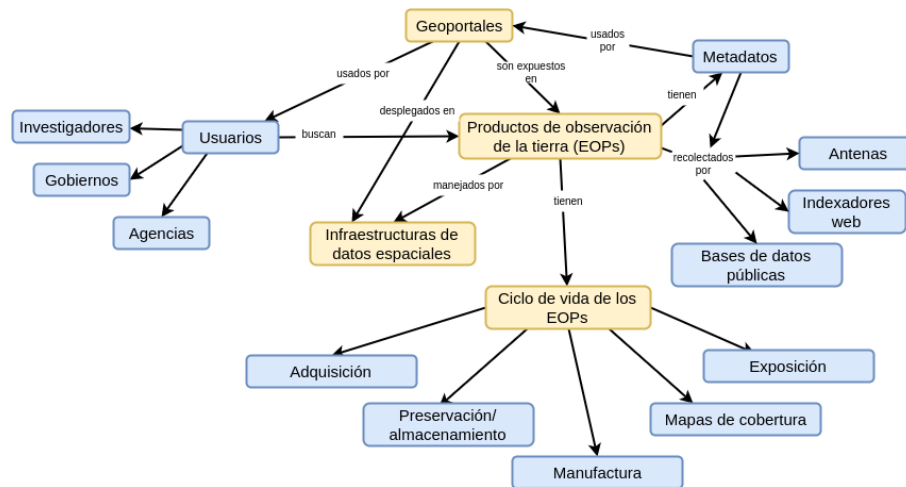 Geoportales
usados
por
Metadatos
son expuestos
en
usados por
tienen
desplegados en
Investigadores
Usuarios
buscan
Productos de observación
de la tierra (EOPs)
recolectados
por
Antenas
Gobiernos
manejados por
Indexadores
web
tienen
Agencias
Infraestructuras de
datos espaciales
Bases de datos
públicas
Ciclo de vida de los
EOPs
Adquisición
Exposición
Preservación/
almacenamiento
Mapas de cobertura
Manufactura